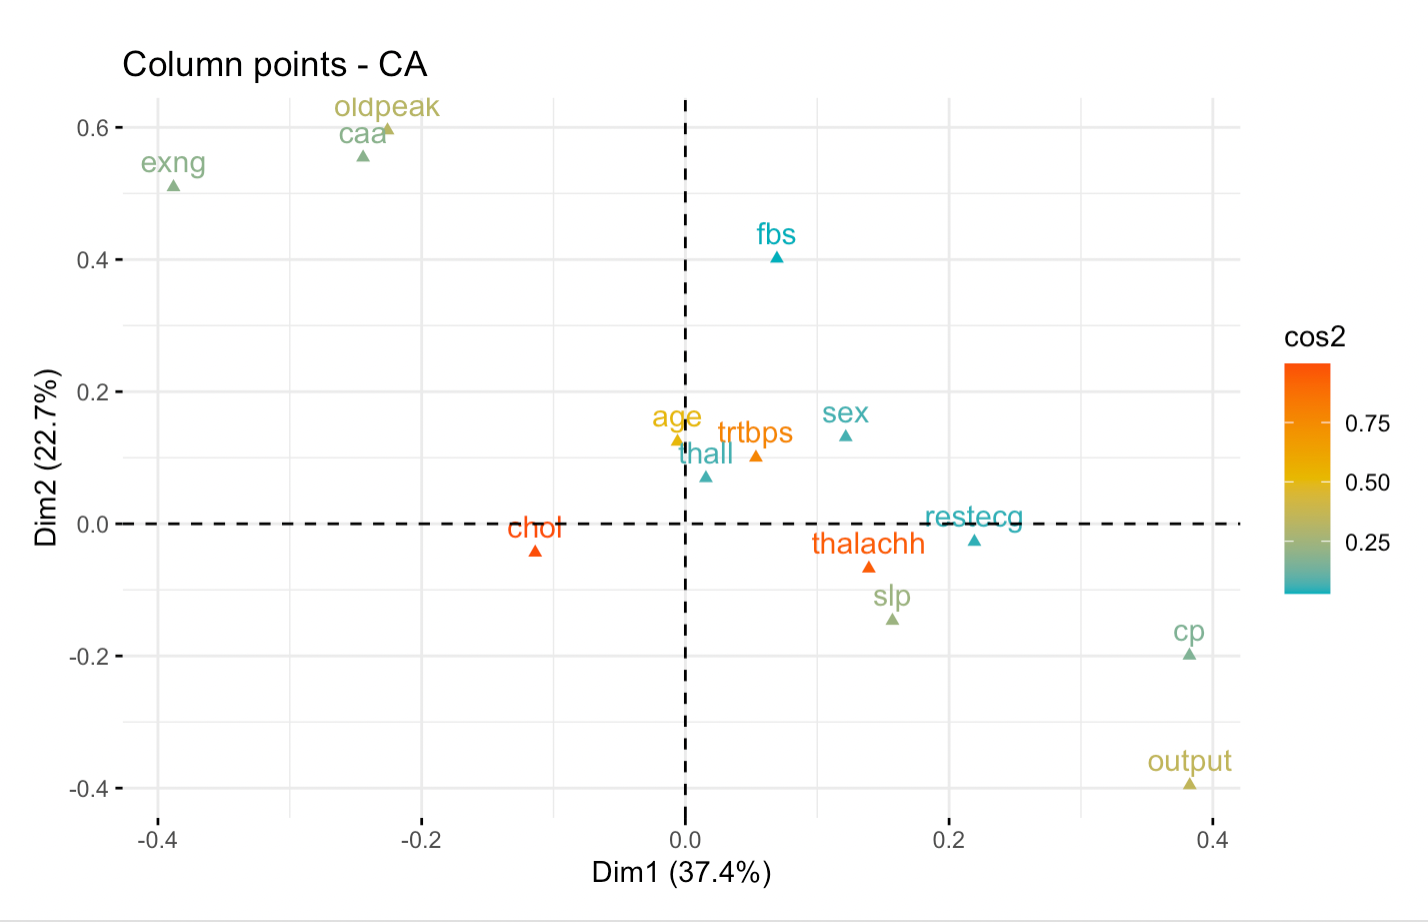 Column points - CA
oldpeak
caa
exng
fbs
age
sex
trtbps
thall
chol
restecg
thalachh
slp
cp
output
0.6
0.4
0.2
0.0
-0.2
-0.4
Dim2 (22.7%)
-0.4
-0.2
0.0
0.2
0.4
Dim1 (37.4%)
cos2
0.75
0.50
0.25